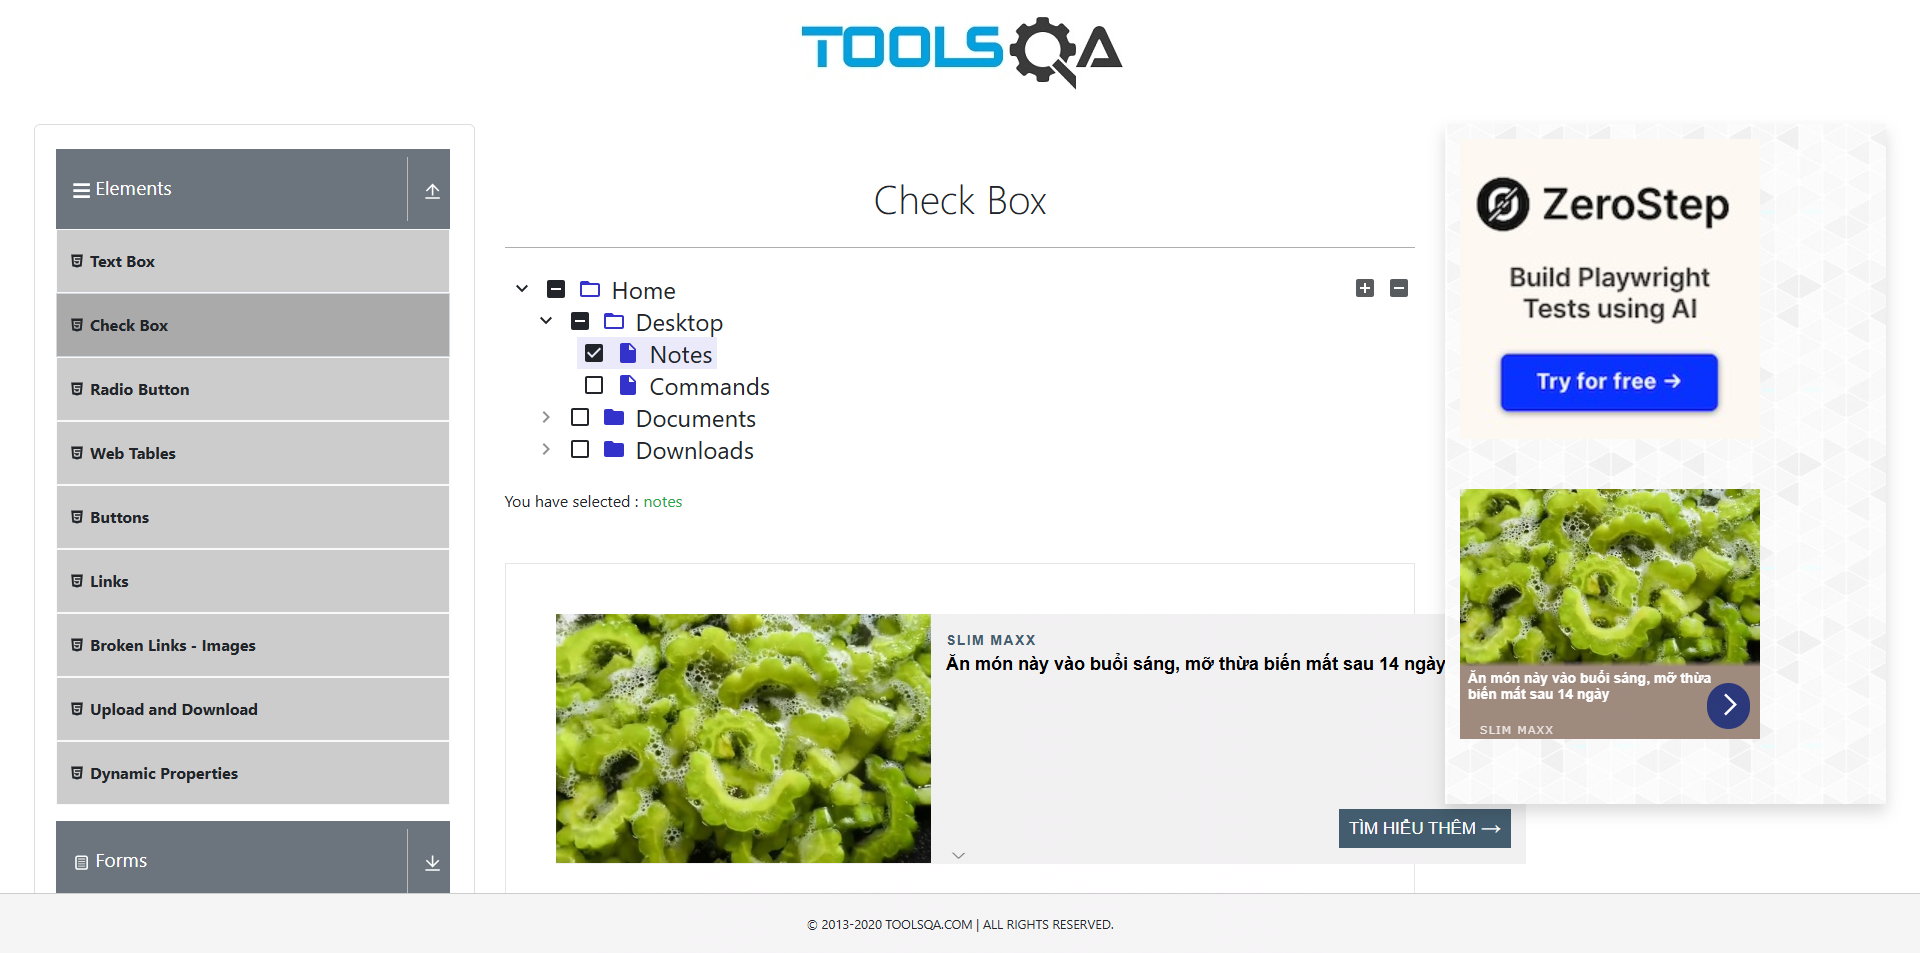 TOOLSQA
Elements
Text Box
Check Box
Radio Button
Web Tables
Buttons
Links
Broken Links - Images
Upload and Download
Dynamic Properties
Forms
Check Box
Home
Desktop
Notes
Commands
Documents
Downloads
You have selected : notes
SLIM MAXX
Ăn món này vào buổi sáng, mỡ thừa biến mất sau 14 ngày
TÌM HIỂU THÊM →
ZeroStep
Build Playwright
Tests using AI
Try for free →
Ăn món này vào buổi sáng, mỡ thừa
biến mất sau 14 ngày
SLIM MAXX
© 2013-2020 TOOLSQA.COM | ALL RIGHTS RESERVED.